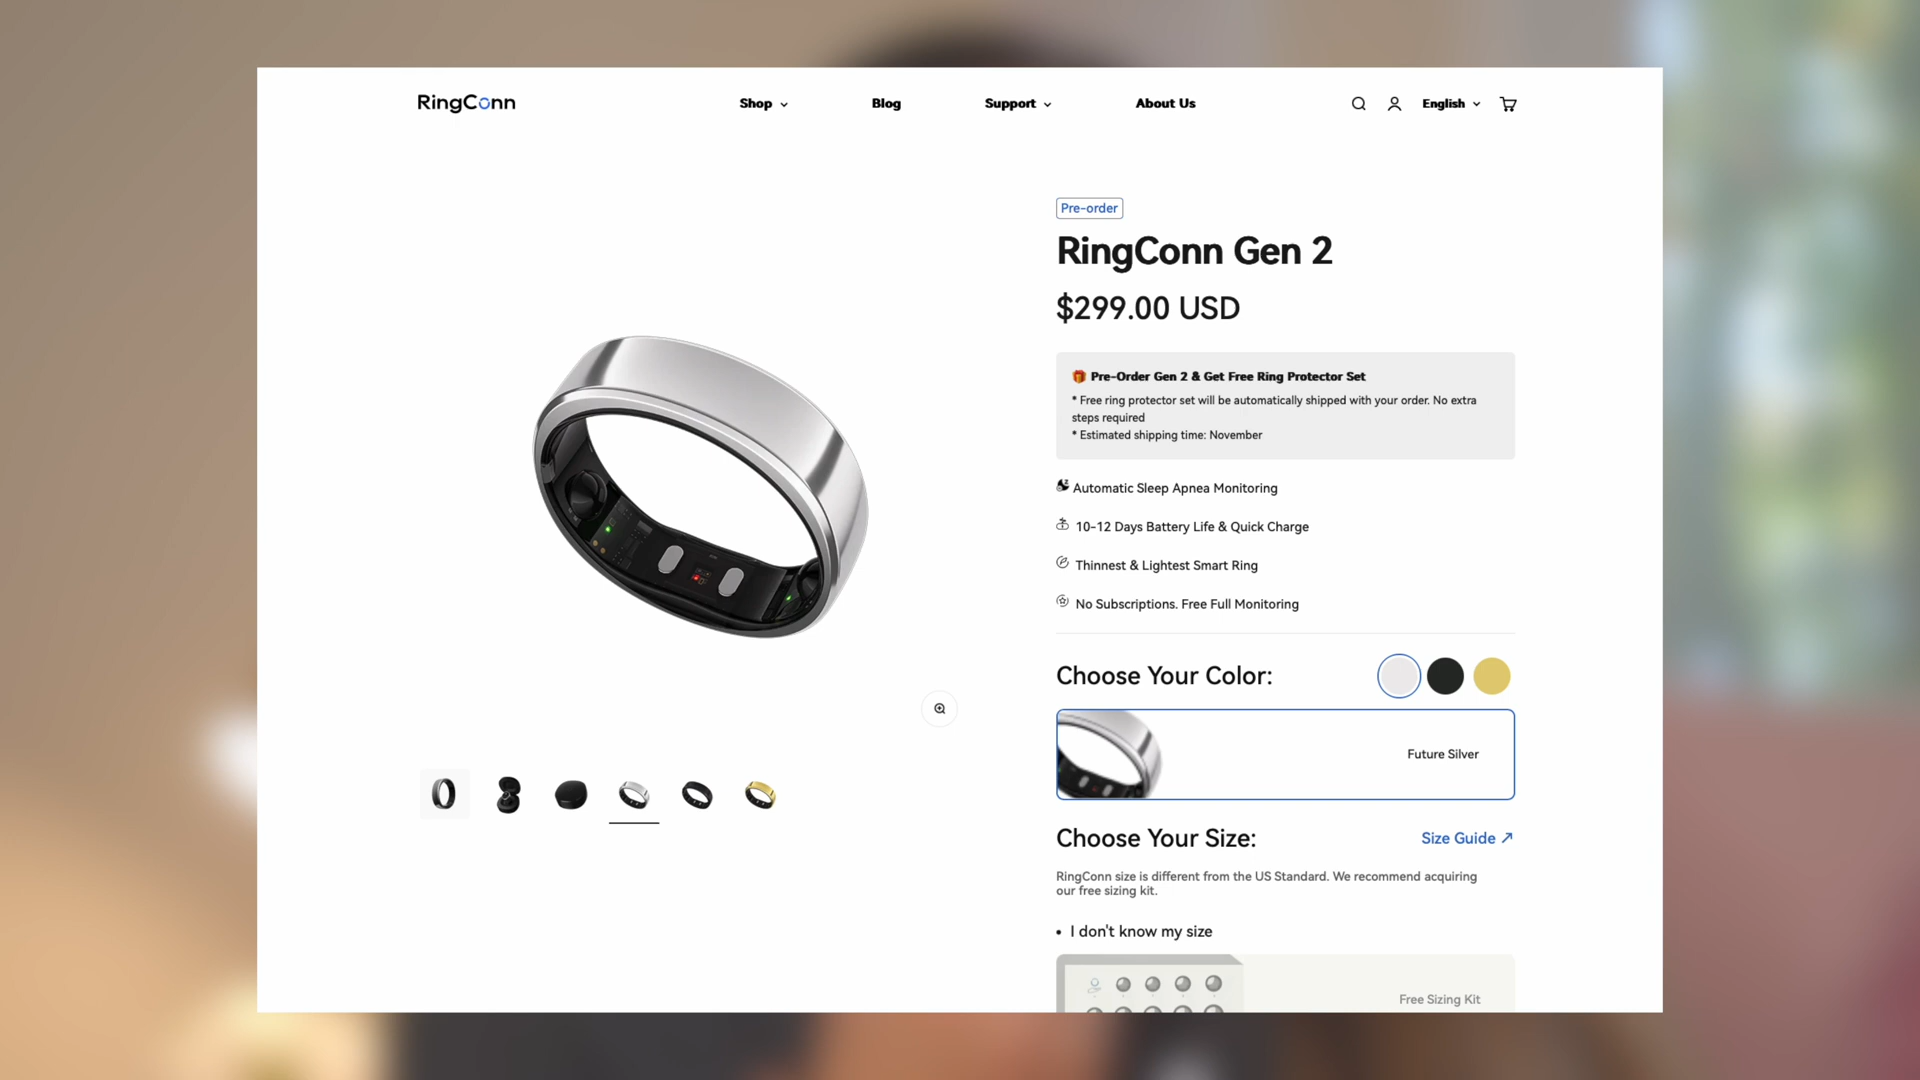 RingConn
Shop
Blog
Support
About Us
English
Pre-order
RingConn Gen 2
$299.00 USD
Pre-Order Gen 2 & Get Free Ring Protector Set
* Free ring protector set will be automatically shipped with your order. No extra
steps required
* Estimated shipping time: November
Automatic Sleep Apnea Monitoring
10-12 Days Battery Life & Quick Charge
Thinnest & Lightest Smart Ring
No Subscriptions. Free Full Monitoring
Choose Your Color:
Future Silver
Choose Your Size:
Size Guide ↗
RingConn size is different from the US Standard. We recommend acquiring
our free sizing kit.
• I don't know my size
Free Sizing Kit